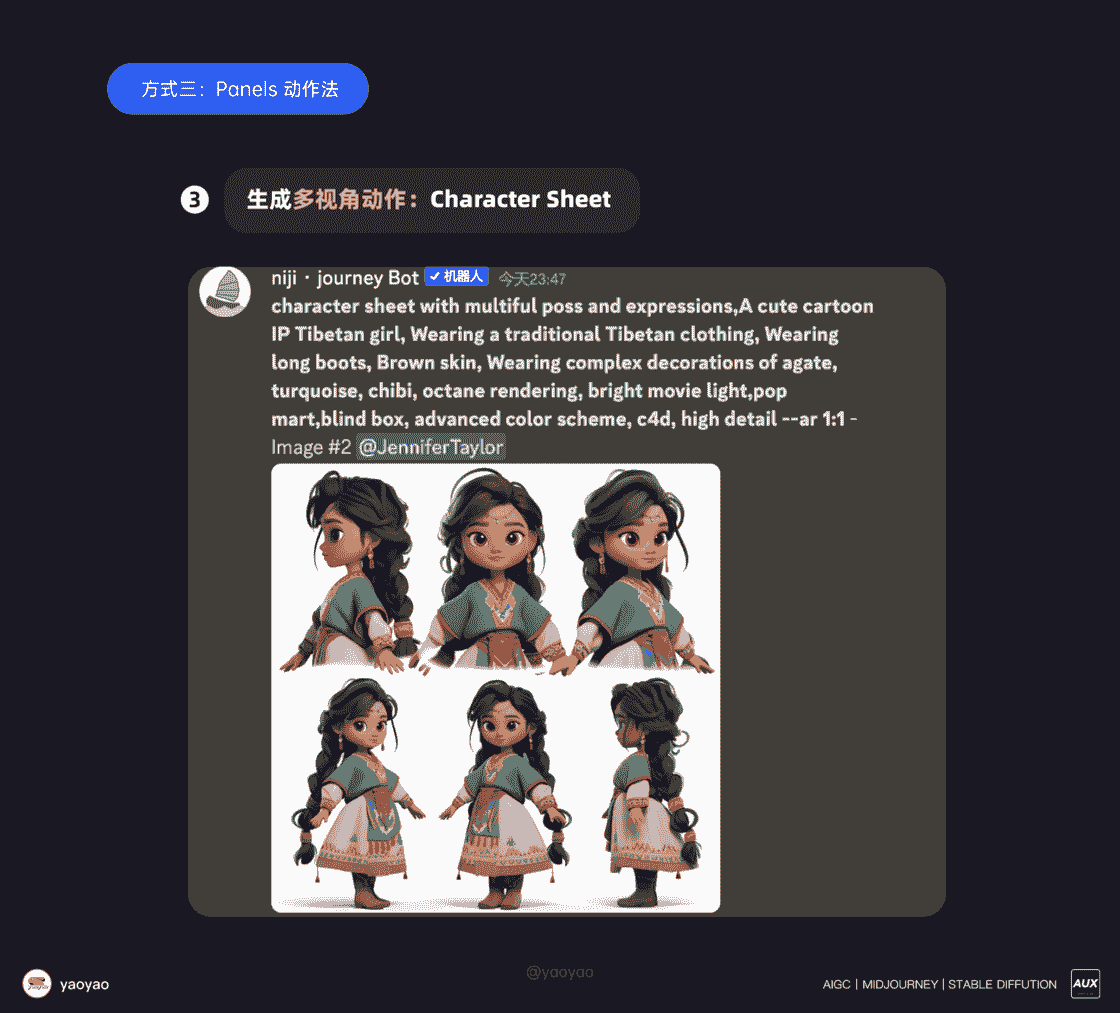 方式三：Panels 动作法
3 生成多视角动作：Character Sheet
niji · journey Bot ✓ 机器人 今天23:47
character sheet with multiful poss and expressions,A cute cartoon
IP Tibetan girl, Wearing a traditional Tibetan clothing, Wearing
long boots, Brown skin, Wearing complex decorations of agate,
turquoise, chibi, octane rendering, bright movie light,pop
mart,blind box, advanced color scheme, c4d, high detail --ar 1:1 -
Image #2 @JenniferTaylor
@yaoyao
yaoyao
AIGC | MIDJOURNEY | STABLE DIFFUTION
AUX